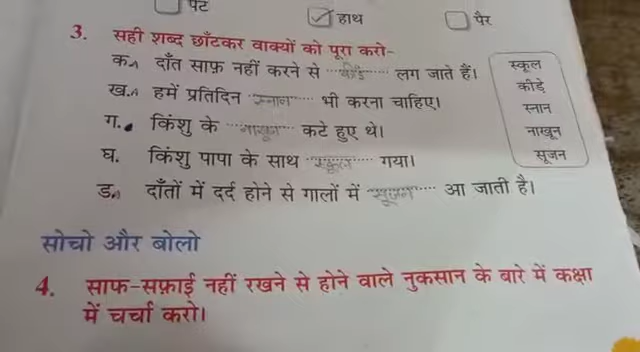 पेट
हाथ
पैर
3. सही शब्द छाँटकर वाक्यों को पूरा करो-
क. दाँत साफ़ नहीं करने से कीड़े लग जाते हैं।
ख. हमें प्रतिदिन स्नान भी करना चाहिए।
ग. किंशु के नाखून कटे हुए थे।
घ. किंशु पापा के साथ स्कूल गया।
ड. दाँतों में दर्द होने से गालों में सूजन आ जाती है।
स्कूल
कीड़े
स्नान
नाखून
सूजन
सोचो और बोलो
4. साफ-सफ़ाई नहीं रखने से होने वाले नुकसान के बारे में कक्षा
में चर्चा करो।